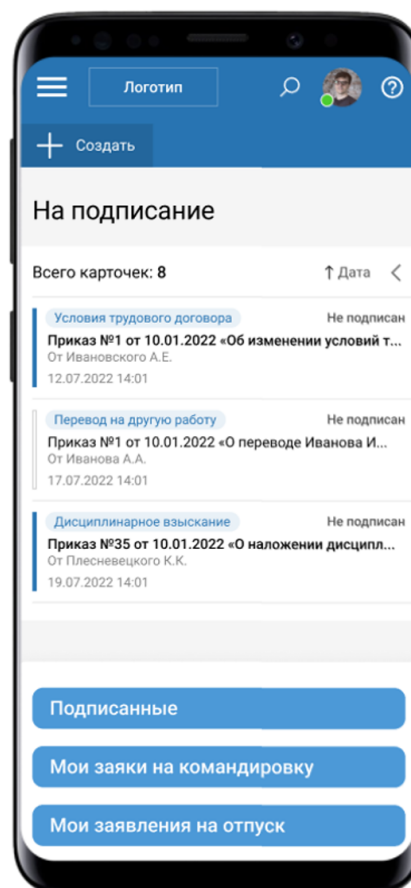 Логотип
Создать
На подписание
Всего карточек: 8
Дата
Условия трудового договора
Не подписан
Приказ №1 от 10.01.2022 «Об изменении условий т...
От Ивановского А.Е.
12.07.2022 14:01
Перевод на другую работу
Не подписан
Приказ №1 от 10.01.2022 «О переводе Иванова И...
От Иванова А.А.
17.07.2022 14:01
Дисциплинарное взыскание
Не подписан
Приказ №35 от 10.01.2022 «О наложении дисципл...
От Плесневецкого К.К.
19.07.2022 14:01
Подписанные
Мои заяки на командировку
Мои заявления на отпуск